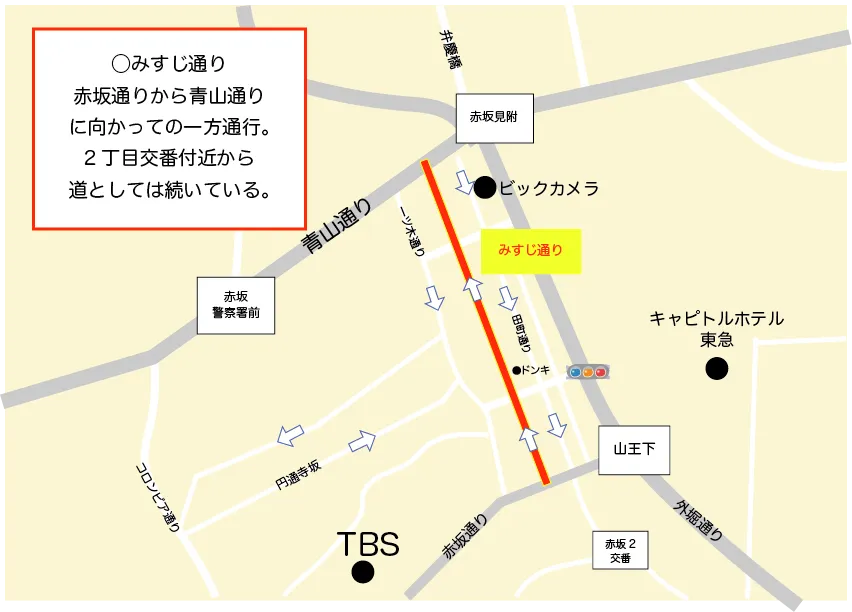 〇みすじ通り
赤坂通りから青山通り
に向かっての一方通行。
２丁目交番付近から
道としては続いている。
弁慶橋
赤坂見附
ビックカメラ
青山通り
一ツ木通り
みすじ通り
赤坂
警察署前
田町通り
キャピトルホテル
東急
ドンキ
山王下
コロンビア通り
円通寺坂
外堀通り
赤坂通り
TBS
赤坂２
交番